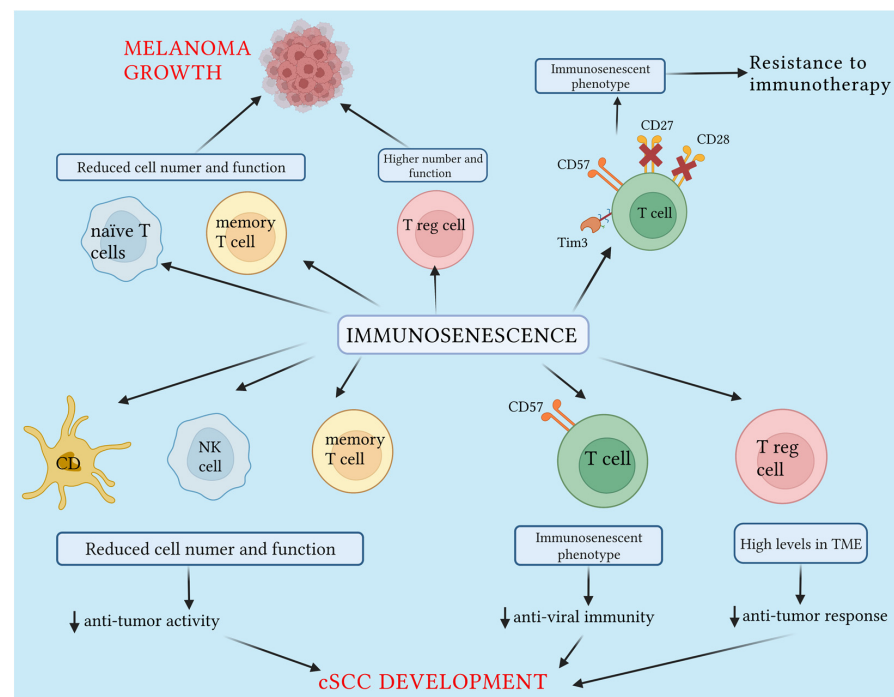 MELANOMA
GROWTH
Immunosenescent
phenotype
Resistance to
immunotherapy
Reduced cell numer and function
Higher number and
function
CD27
CD28
CD57
T cell
Tim3
naïve T
cells
memory
T cell
T reg cell
IMMUNOSENESCENCE
CD
NK
cell
memory
T cell
CD57
T cell
T reg
cell
Reduced cell numer and function
Immunosenescent
phenotype
High levels in TME
anti-tumor activity
anti-viral immunity
anti-tumor response
cSCC DEVELOPMENT